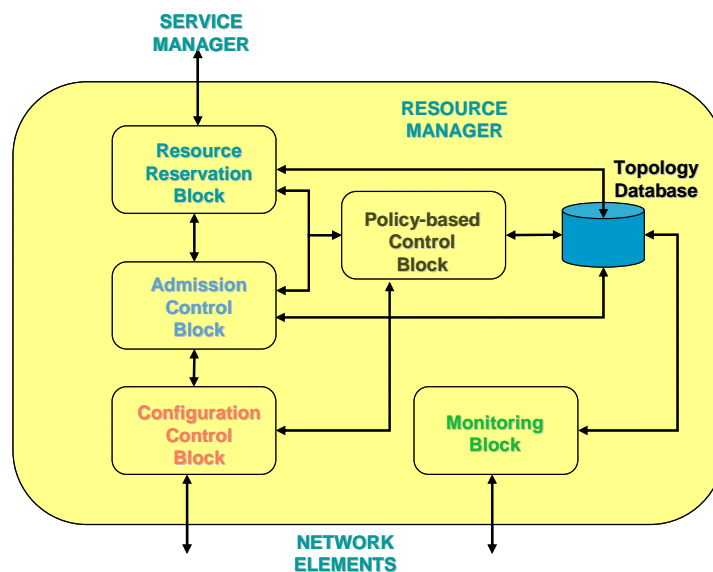 SERVICE
MANAGER
RESOURCE
MANAGER
Resource
Reservation
Block
Topology
Database
Policy-based
Control
Block
Admission
Control
Block
Configuration
Control
Block
Monitoring
Block
NETWORK
ELEMENTS